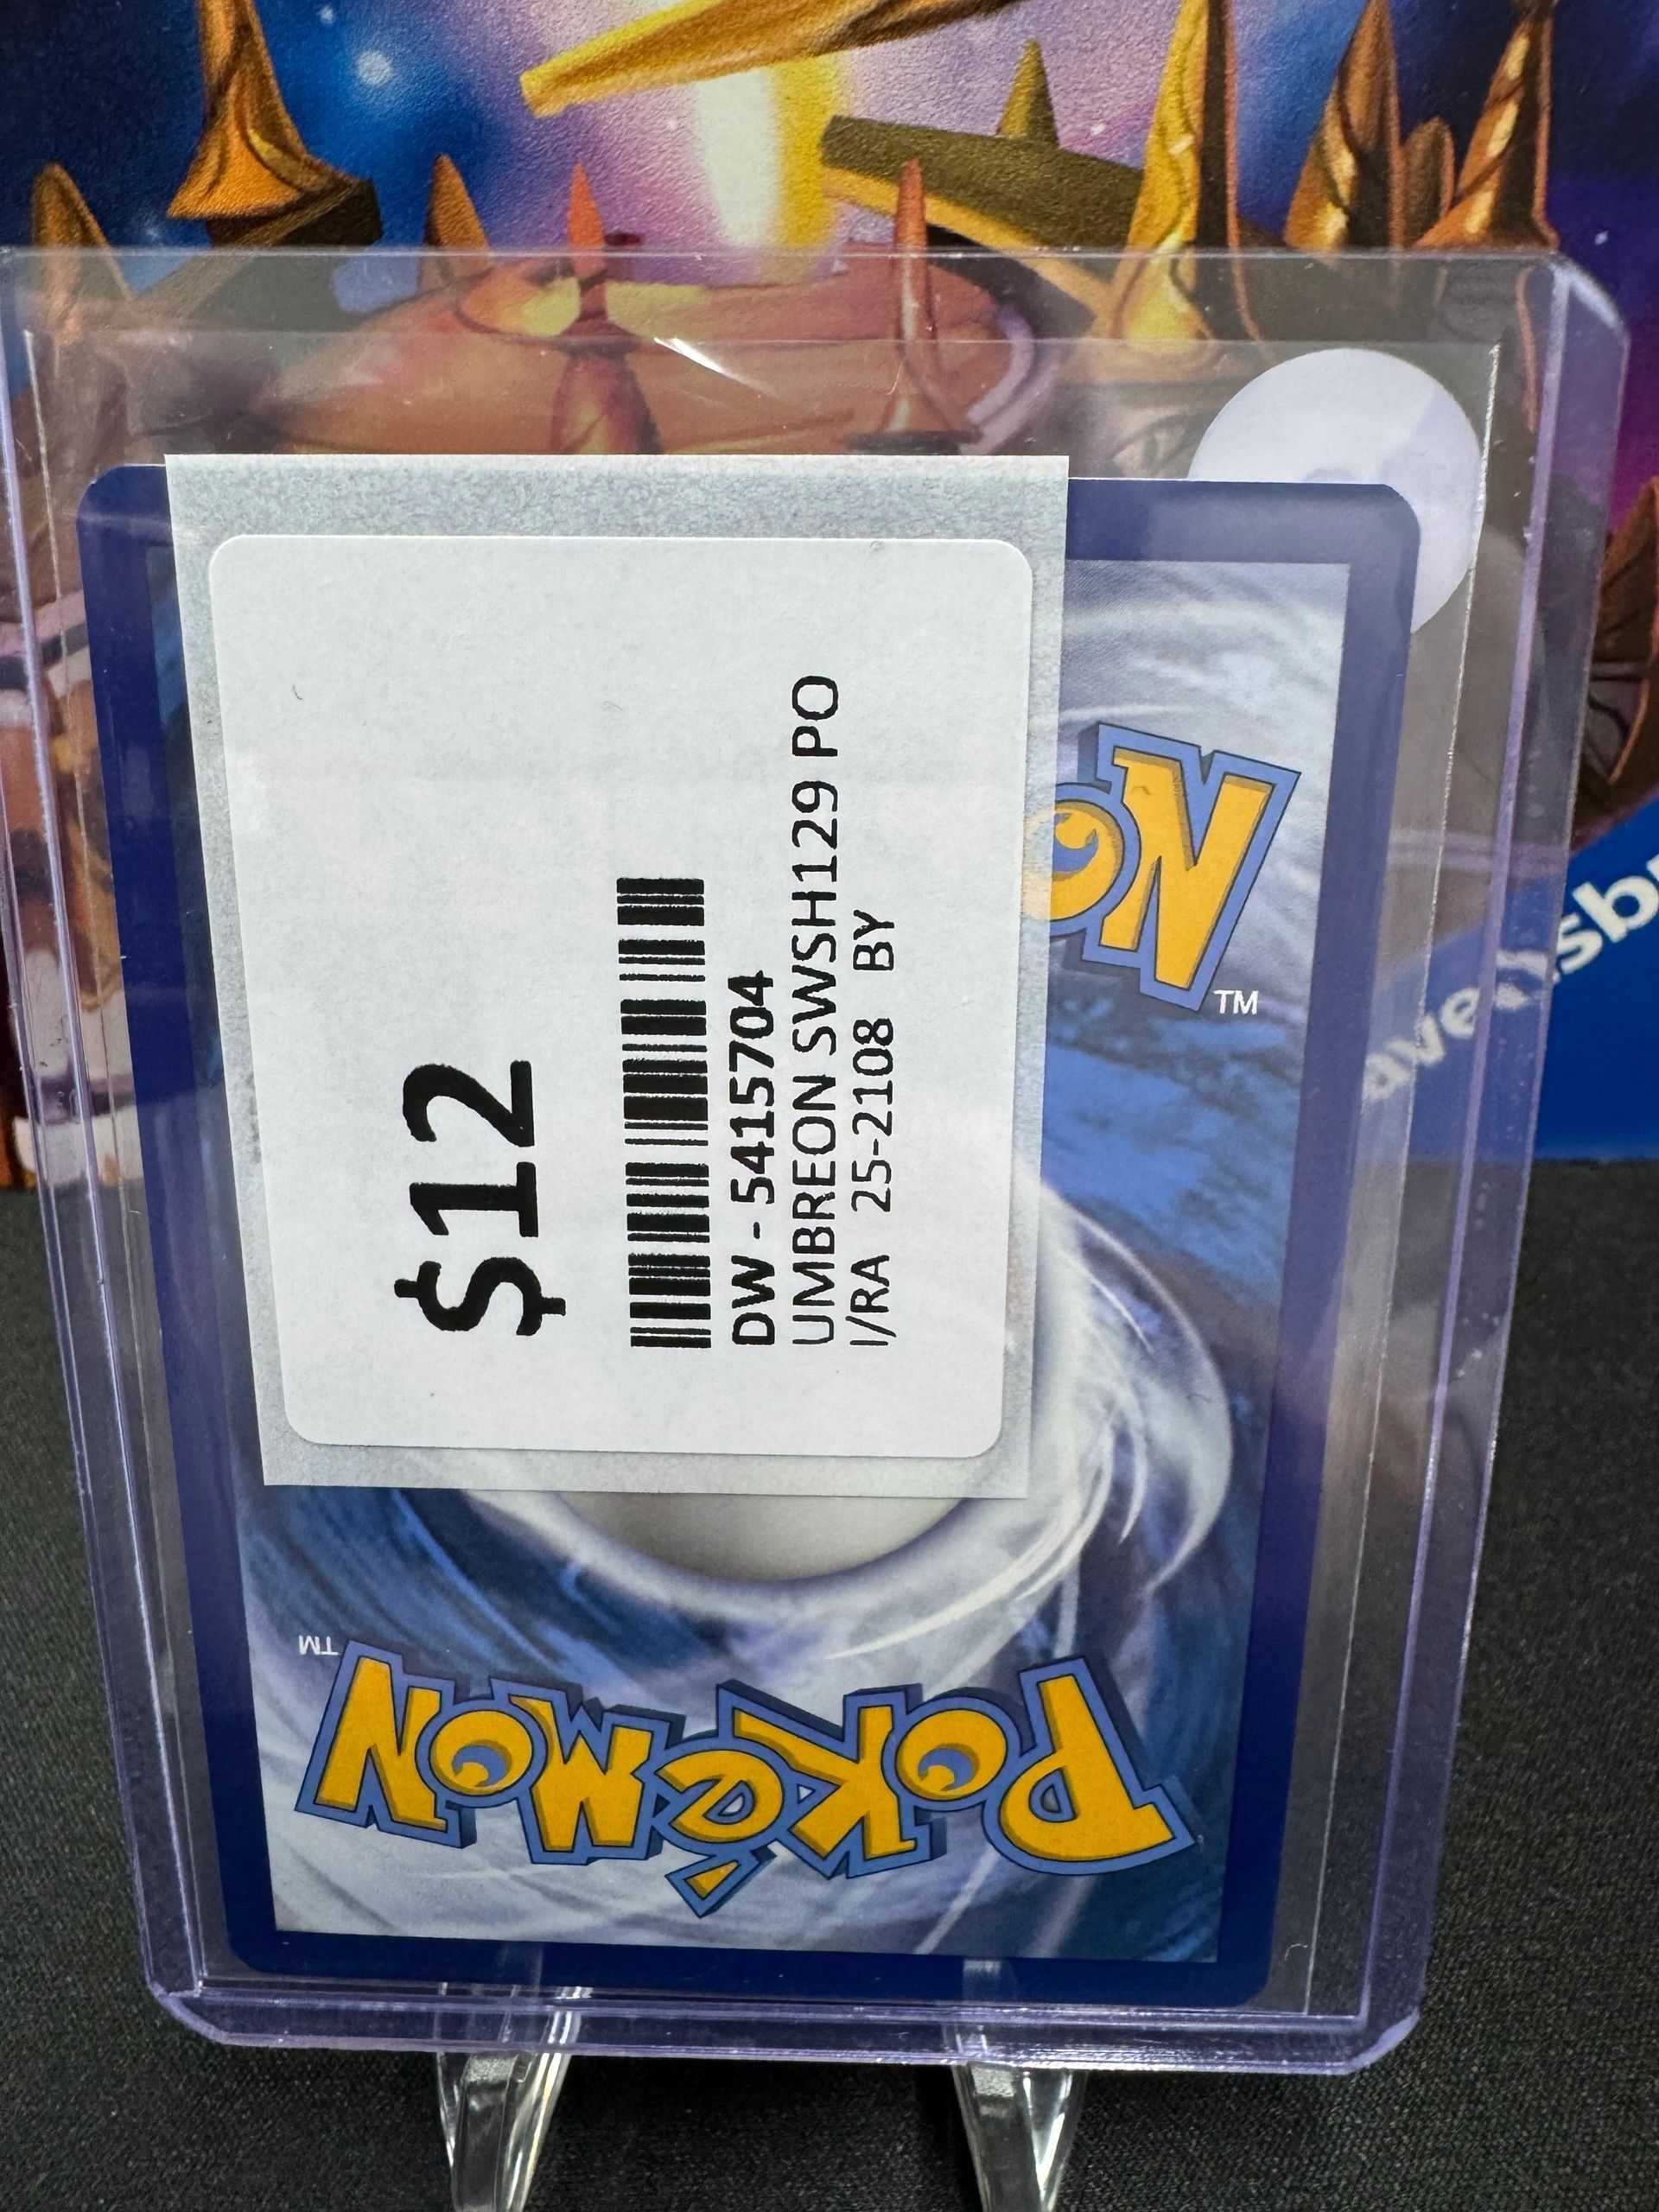 $12
DW - 5415704
UMBREON SWSH129 PO
I/RA 25-2108 BY
ON
TM
POKéMON
TM